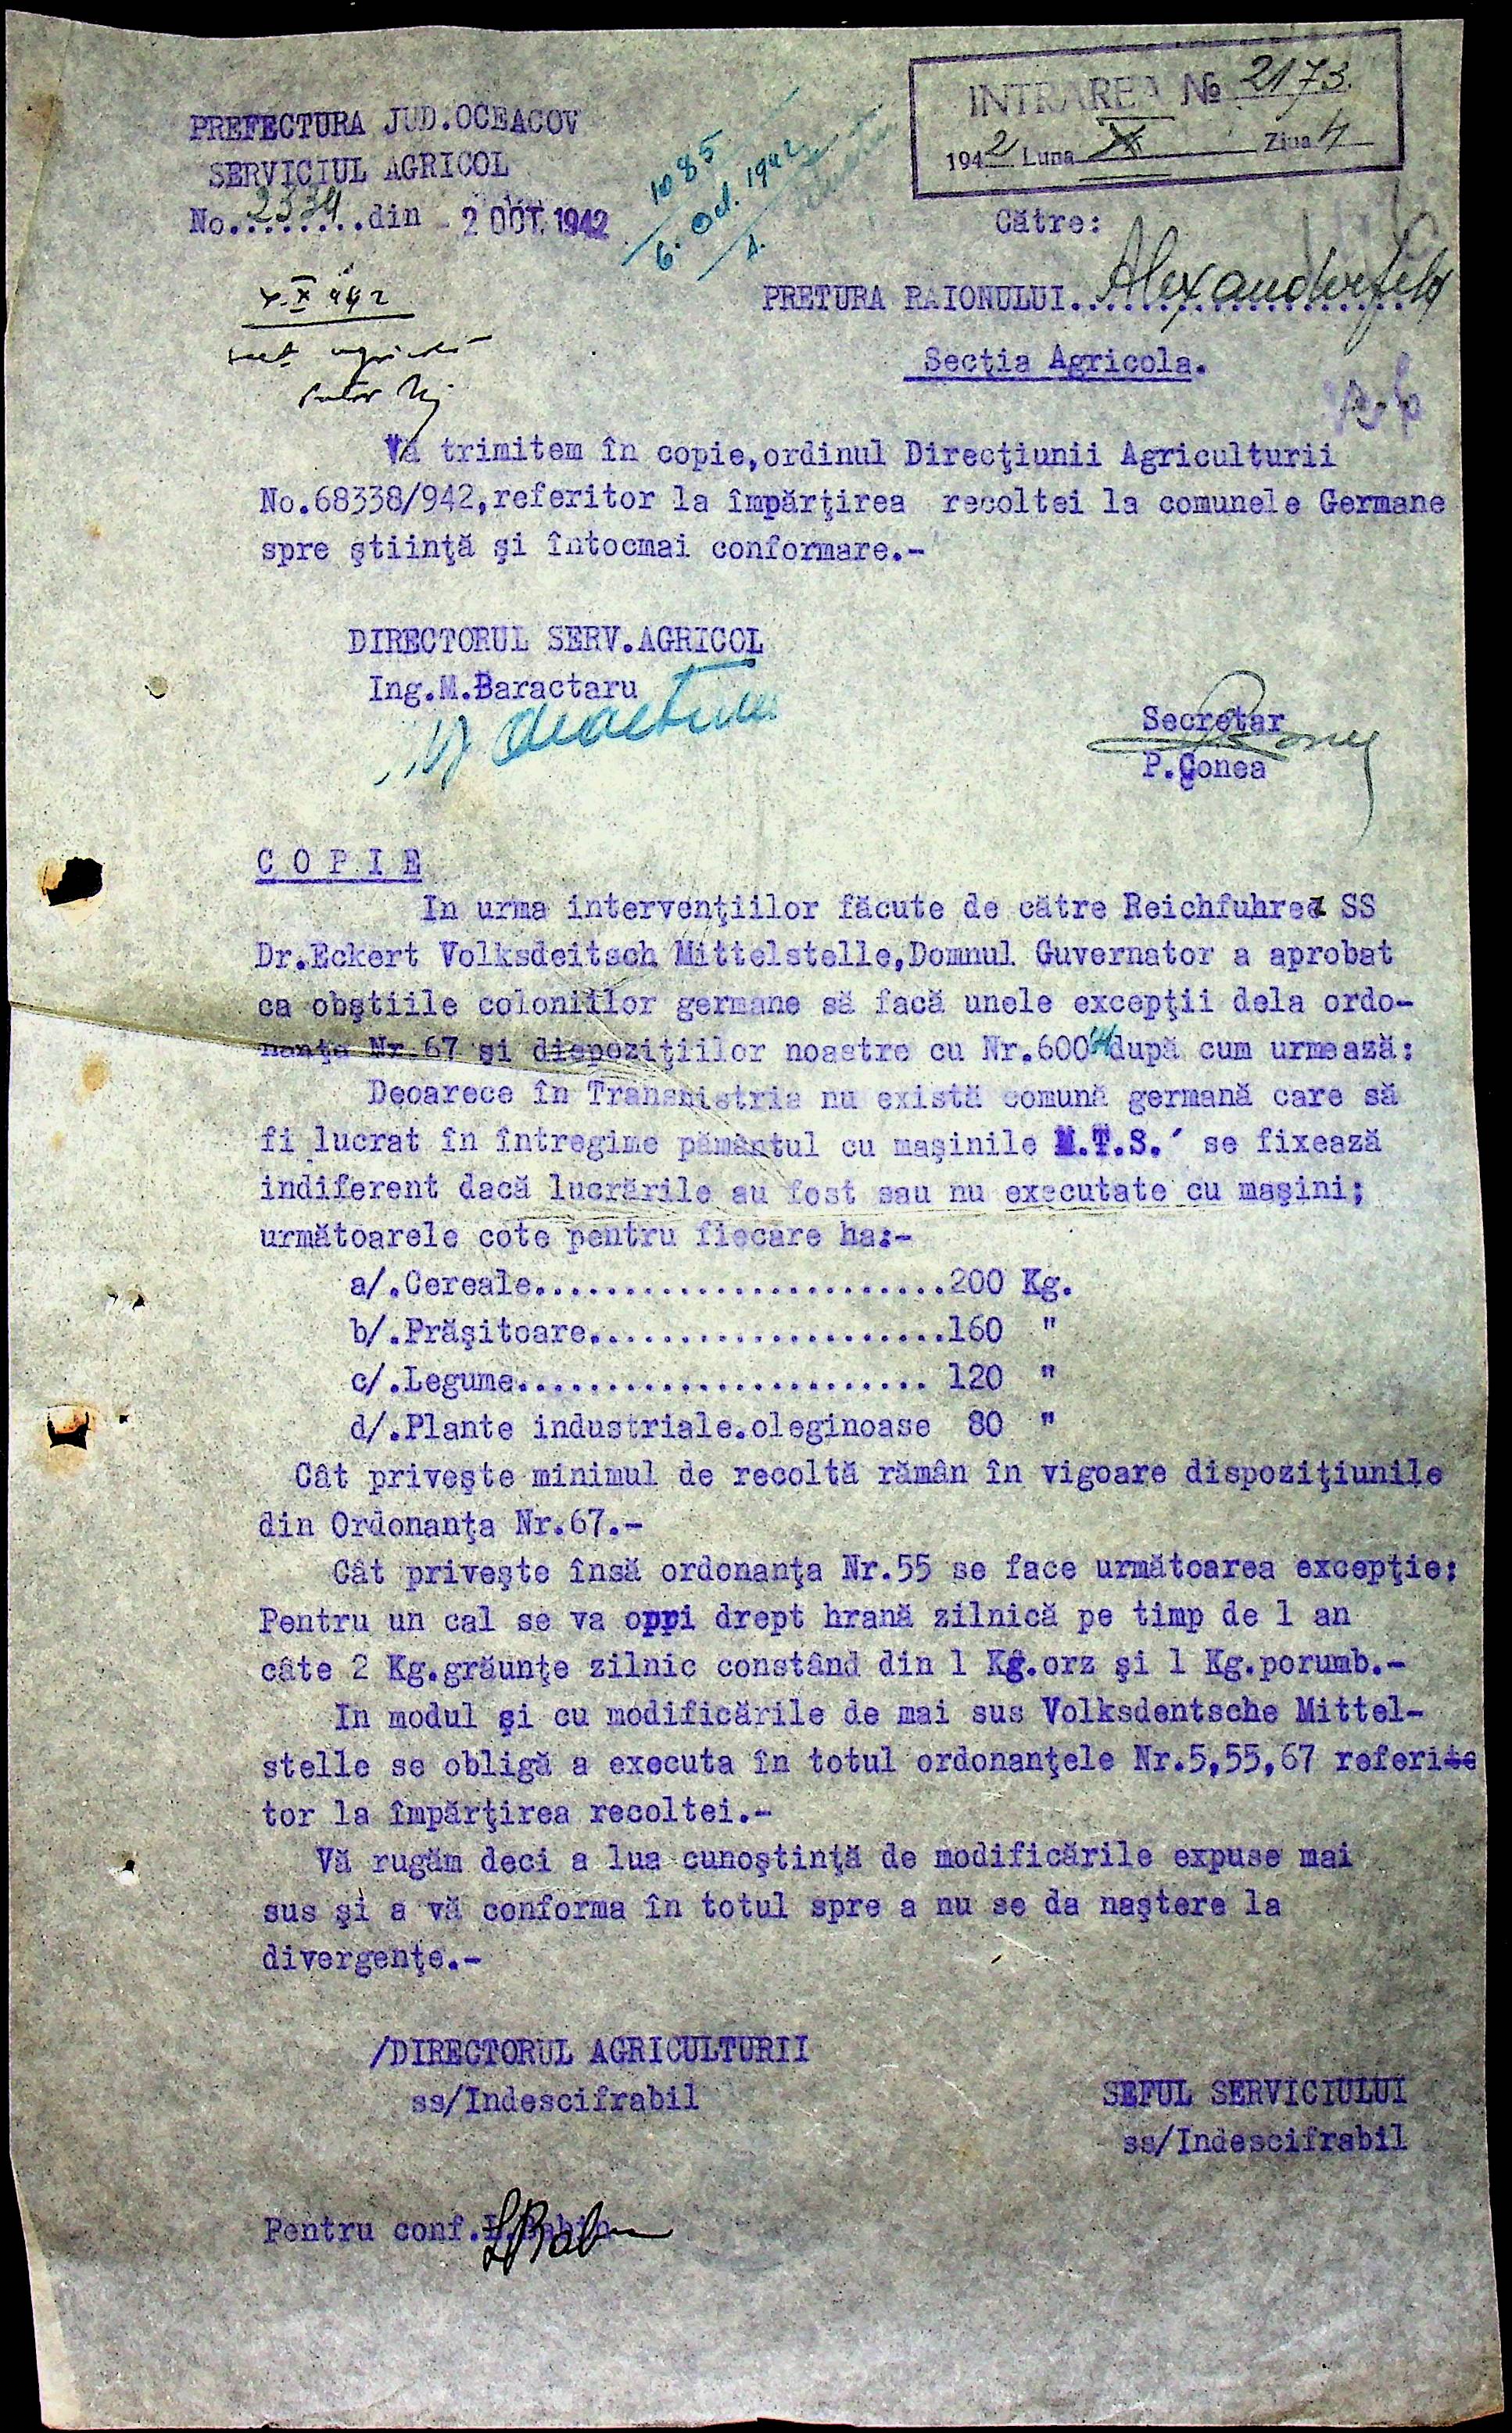 INTRAREA № 2173
1942 Luna X Ziua 4
PREFECTURA JUD.OCEACOV
SERVICIUL AGRICOL
No.2334.din - 2 OCT. 1942
1085
6. Oct. 1942
Către:
PRETURA RAIONULUI.Alexanderfeld
Secţia Agricola.
Vă trimitem în copie,ordinul Direcţiunii Agriculturii
No.68338/942,referitor la împărţirea recoltei la comunele Germane
spre ştiinţă şi întocmai conformare.-
DIRECTORUL SERV.AGRICOL
Ing.M.Baractaru
Secretar
P.Conea
C O P I E
In urma intervenţiilor făcute de către Reichfuhrer SS
Dr.Eckert Volksdeitsch Mittelstelle,Domnul Guvernator a aprobat
ca obştiile coloniilor germane să facă unele excepţii dela ordo-
nanţa Nr.67 şi dispoziţiilor noastre cu Nr.600 după cum urmează:
Deoarece în Transnistria nu există comună germană care să
fi lucrat în întregime pământul cu maşinile M.T.S.' se fixează
indiferent dacă lucrările au fost sau nu executate cu maşini;
următoarele cote pentru fiecare ha:-
a/.Cereale.......................200 Kg.
b/.Prăşitoare....................160 "
c/.Legume....................... 120 "
d/.Plante industriale.oleginoase 80 "
Cât priveşte minimul de recoltă rămân în vigoare dispoziţiunile
din Ordonanţa Nr.67.-
Cât priveşte însă ordonanţa Nr.55 se face următoarea excepţie:
Pentru un cal se va oppi drept hrană zilnică pe timp de 1 an
câte 2 Kg.grăunţe zilnic constând din 1 Kg.orz şi 1 Kg.porumb.-
In modul şi cu modificările de mai sus Volksdentsche Mittel-
stelle se obligă a executa în totul ordonanţele Nr.5,55,67 referi
tor la împărţirea recoltei.-
Vă rugăm deci a lua cunoştinţă de modificările expuse mai
sus şi a vă conforma în totul spre a nu se da naştere la
divergenţe.-
/DIRECTORUL AGRICULTURII
ss/Indescifrabil
SEFUL SERVICIULUI
ss/Indescifrabil
Pentru conf.